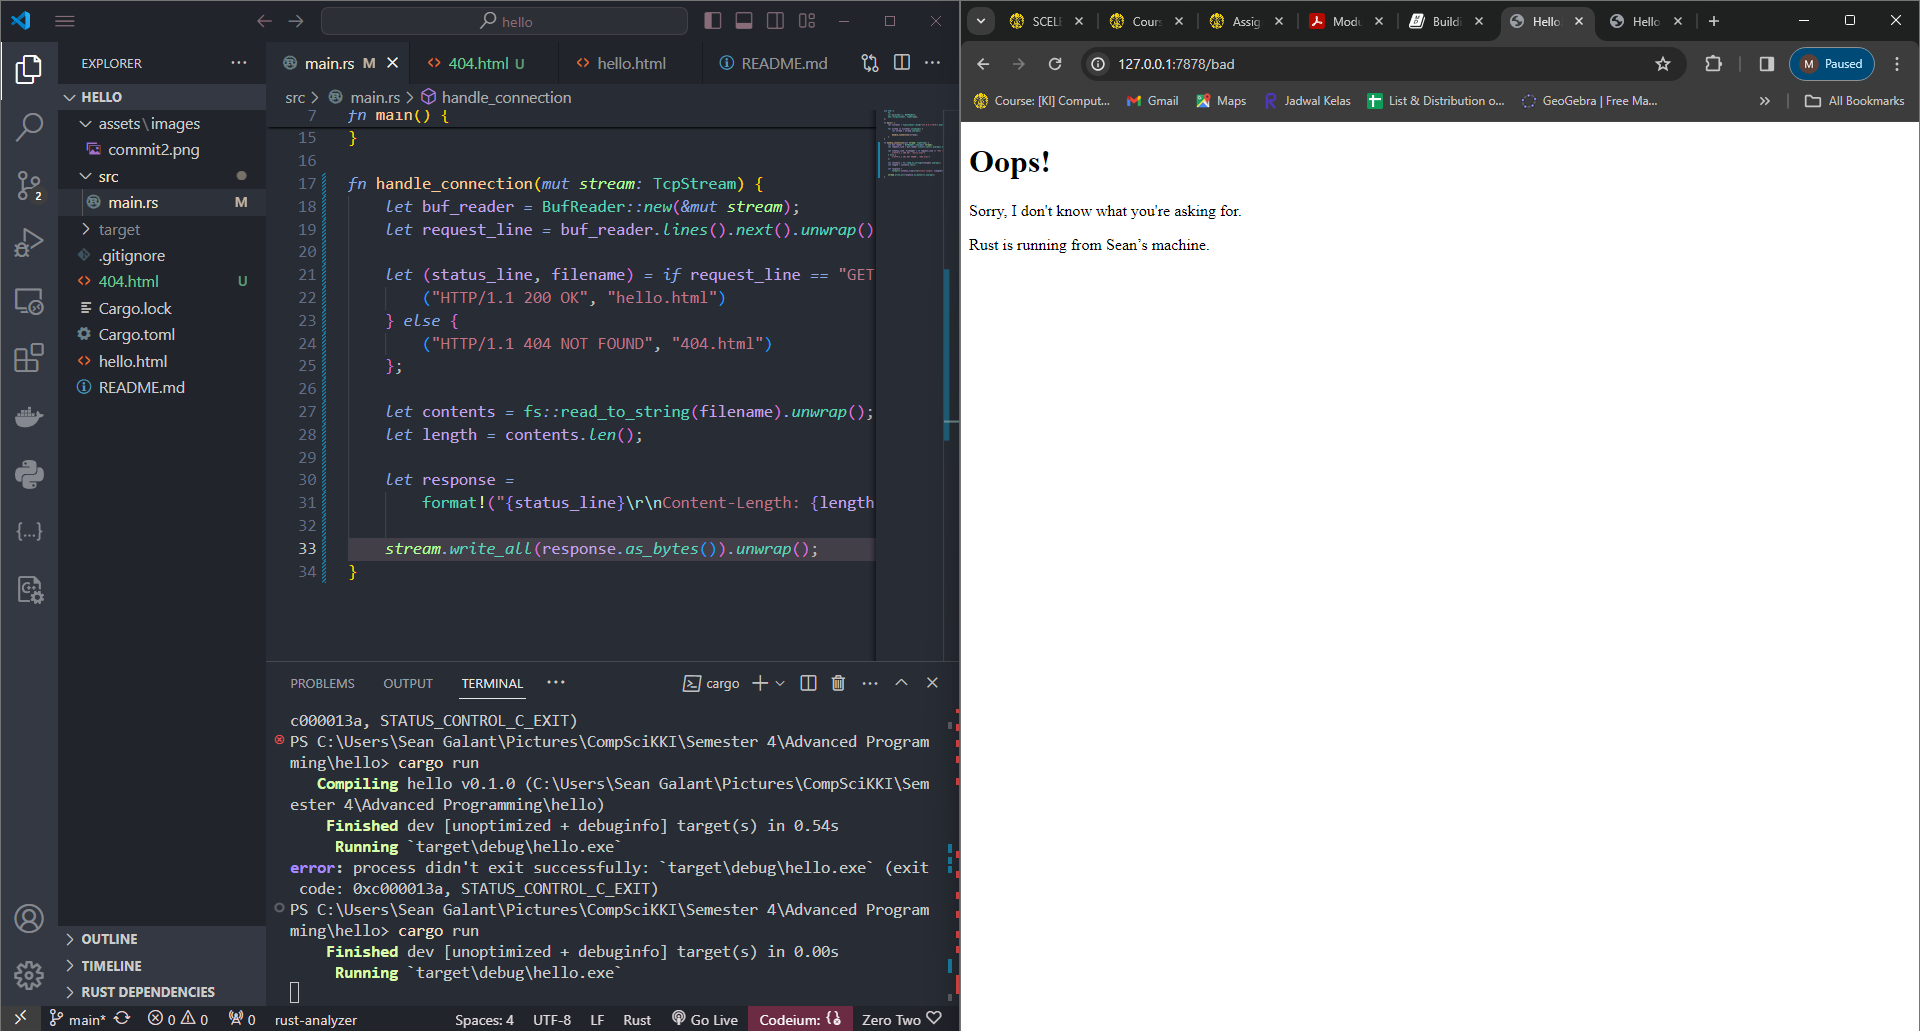 hello
EXPLORER
HELLO
assets\images
commit2.png
src
main.rs M
target
.gitignore
404.html U
Cargo.lock
Cargo.toml
hello.html
README.md
OUTLINE
TIMELINE
RUST DEPENDENCIES
2
main.rs M
404.html U
hello.html
README.md
src > main.rs > handle_connection
7 fn main() {
15 }
16
17 fn handle_connection(mut stream: TcpStream) {
18 let buf_reader = BufReader::new(&mut stream);
19 let request_line = buf_reader.lines().next().unwrap()
20
21 let (status_line, filename) = if request_line == "GET
22 ("HTTP/1.1 200 OK", "hello.html")
23 } else {
24 ("HTTP/1.1 404 NOT FOUND", "404.html")
25 };
26
27 let contents = fs::read_to_string(filename).unwrap();
28 let length = contents.len();
29
30 let response =
31 format!("{status_line}\r\nContent-Length: {length
32
33 stream.write_all(response.as_bytes()).unwrap();
34 }
PROBLEMS OUTPUT TERMINAL
cargo
c000013a, STATUS_CONTROL_C_EXIT)
PS C:\Users\Sean Galant\Pictures\CompSciKKI\Semester 4\Advanced Program
ming\hello> cargo run
Compiling hello v0.1.0 (C:\Users\Sean Galant\Pictures\CompSciKKI\Sem
ester 4\Advanced Programming\hello)
Finished dev [unoptimized + debuginfo] target(s) in 0.54s
Running `target\debug\hello.exe`
error: process didn't exit successfully: `target\debug\hello.exe` (exit
code: 0xc000013a, STATUS_CONTROL_C_EXIT)
PS C:\Users\Sean Galant\Pictures\CompSciKKI\Semester 4\Advanced Program
ming\hello> cargo run
Finished dev [unoptimized + debuginfo] target(s) in 0.00s
Running `target\debug\hello.exe`
main* 0 0 0 rust-analyzer Spaces: 4 UTF-8 LF Rust Go Live Codeium: {} Zero Two
SCELE Cours Assig Modu Buildi Hello Hello
127.0.0.1:7878/bad
M Paused
Course: [KI] Comput... Gmail Maps Jadwal Kelas List & Distribution o... GeoGebra | Free Ma... » All Bookmarks
Oops!
Sorry, I don't know what you're asking for.
Rust is running from Sean’s machine.